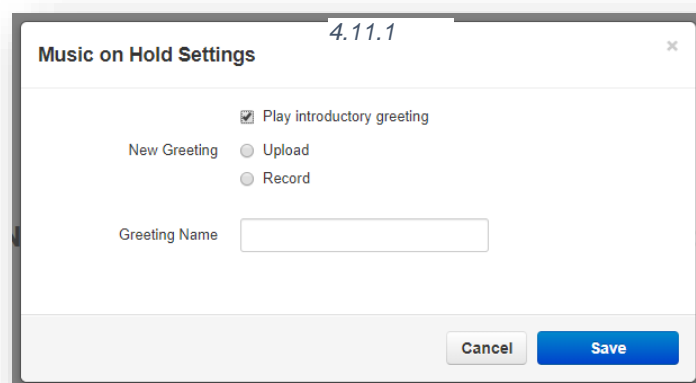 4.11.1
Music on Hold Settings
×
Play introductory greeting
New Greeting
Upload
Record
Greeting Name
Cancel
Save